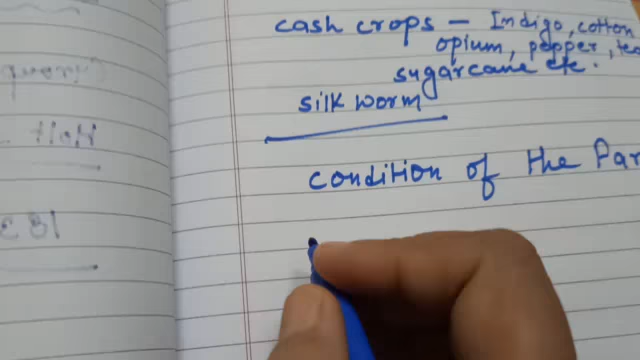 cash crops - Indigo, cotton
opium, pepper, tea
sugarcane etc.
silk worm
condition of the Par